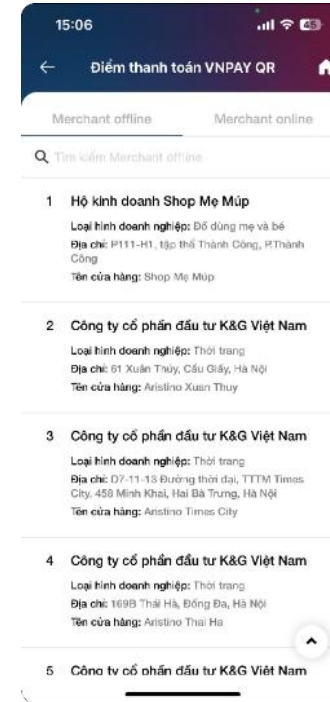 15:06
45
Điểm thanh toán VNPAY QR
Merchant offline
Merchant online
Tìm kiếm Merchant offline
1 Hộ kinh doanh Shop Mẹ Múp
Loại hình doanh nghiệp: Đồ dùng mẹ và bé
Địa chỉ: P111-H1, tập thể Thành Công, P.Thành
Công
Tên cửa hàng: Shop Mẹ Múp
2 Công ty cổ phần đầu tư K&G Việt Nam
Loại hình doanh nghiệp: Thời trang
Địa chỉ: 61 Xuân Thủy, Cầu Giấy, Hà Nội
Tên cửa hàng: Aristino Xuan Thuy
3 Công ty cổ phần đầu tư K&G Việt Nam
Loại hình doanh nghiệp: Thời trang
Địa chỉ: D7-11-13 Đường thời đại, TTTM Times
City, 458 Minh Khai, Hai Bà Trưng, Hà Nội
Tên cửa hàng: Aristino Times City
4 Công ty cổ phần đầu tư K&G Việt Nam
Loại hình doanh nghiệp: Thời trang
Địa chỉ: 169B Thái Hà, Đống Đa, Hà Nội
Tên cửa hàng: Aristino Thai Ha
5 Công ty cổ phần đầu tư K&G Việt Nam